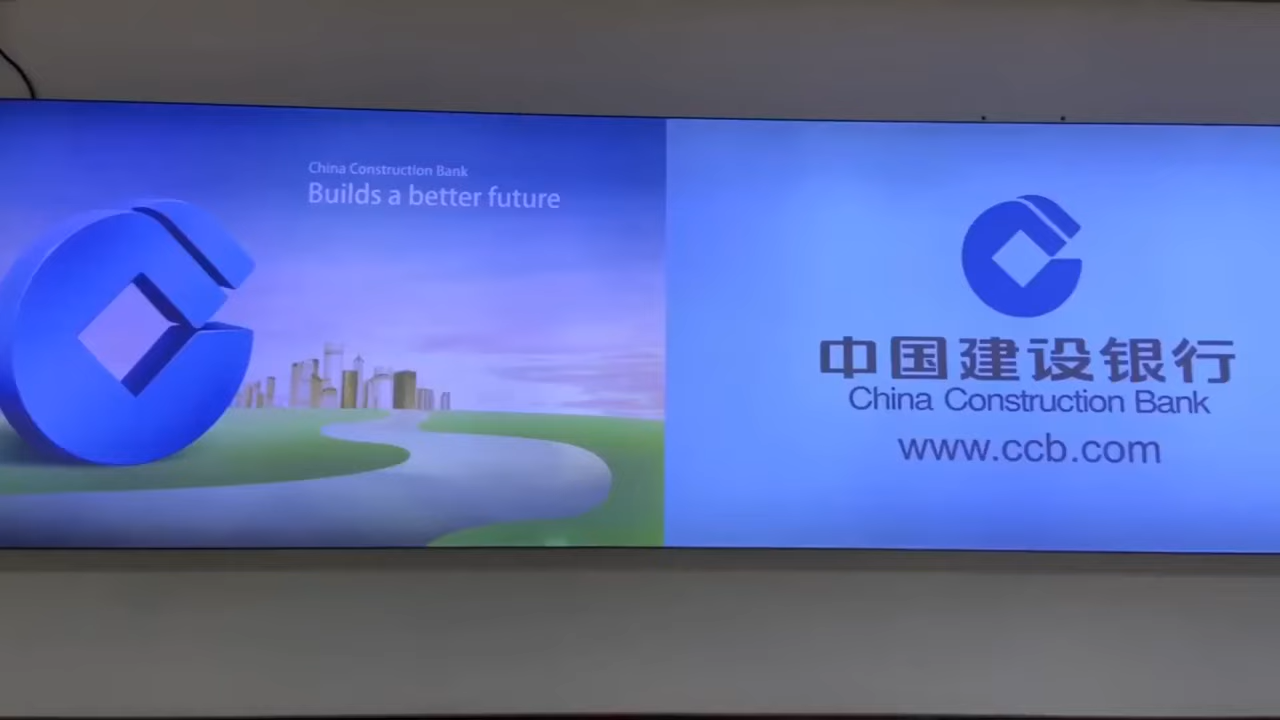 China Construction Bank
Builds a better future
中国建设银行
China Construction Bank
www.ccb.com